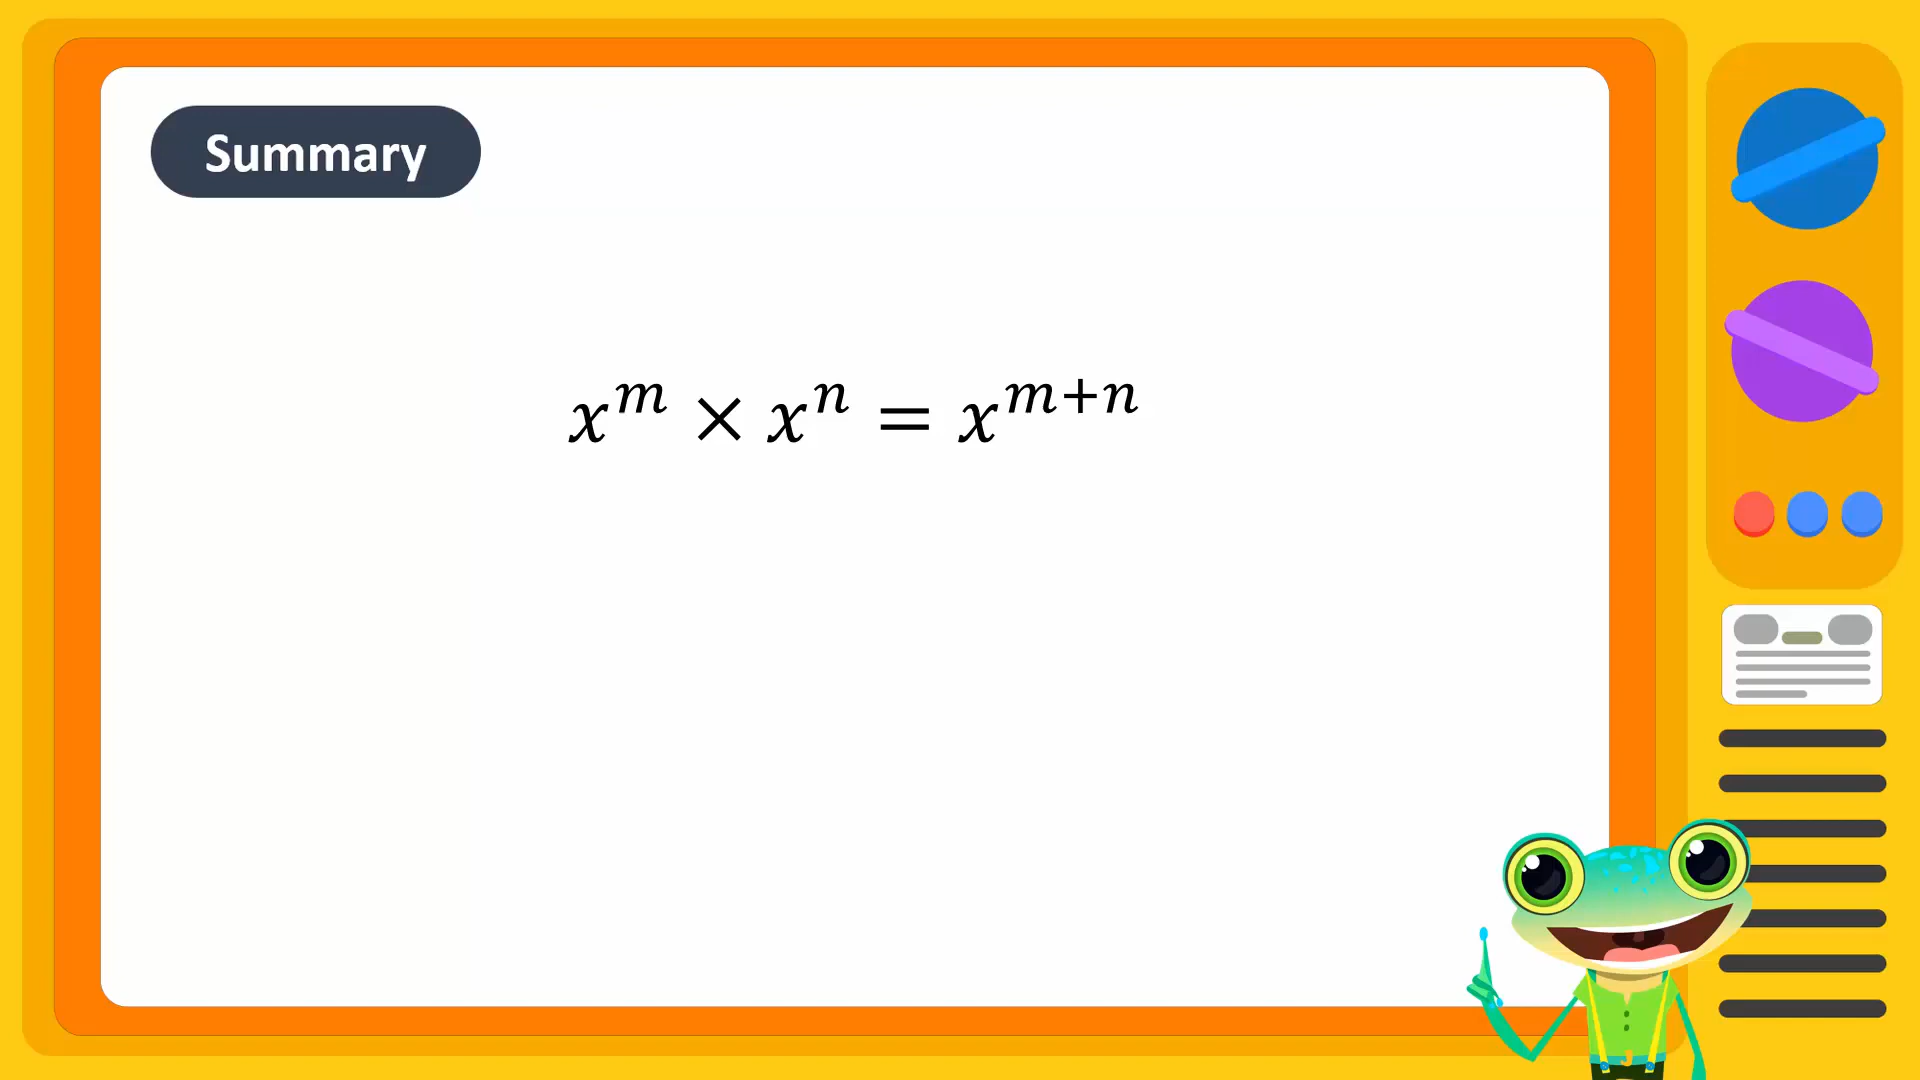 Summary
xᵐ × xⁿ = xᵐ⁺ⁿ